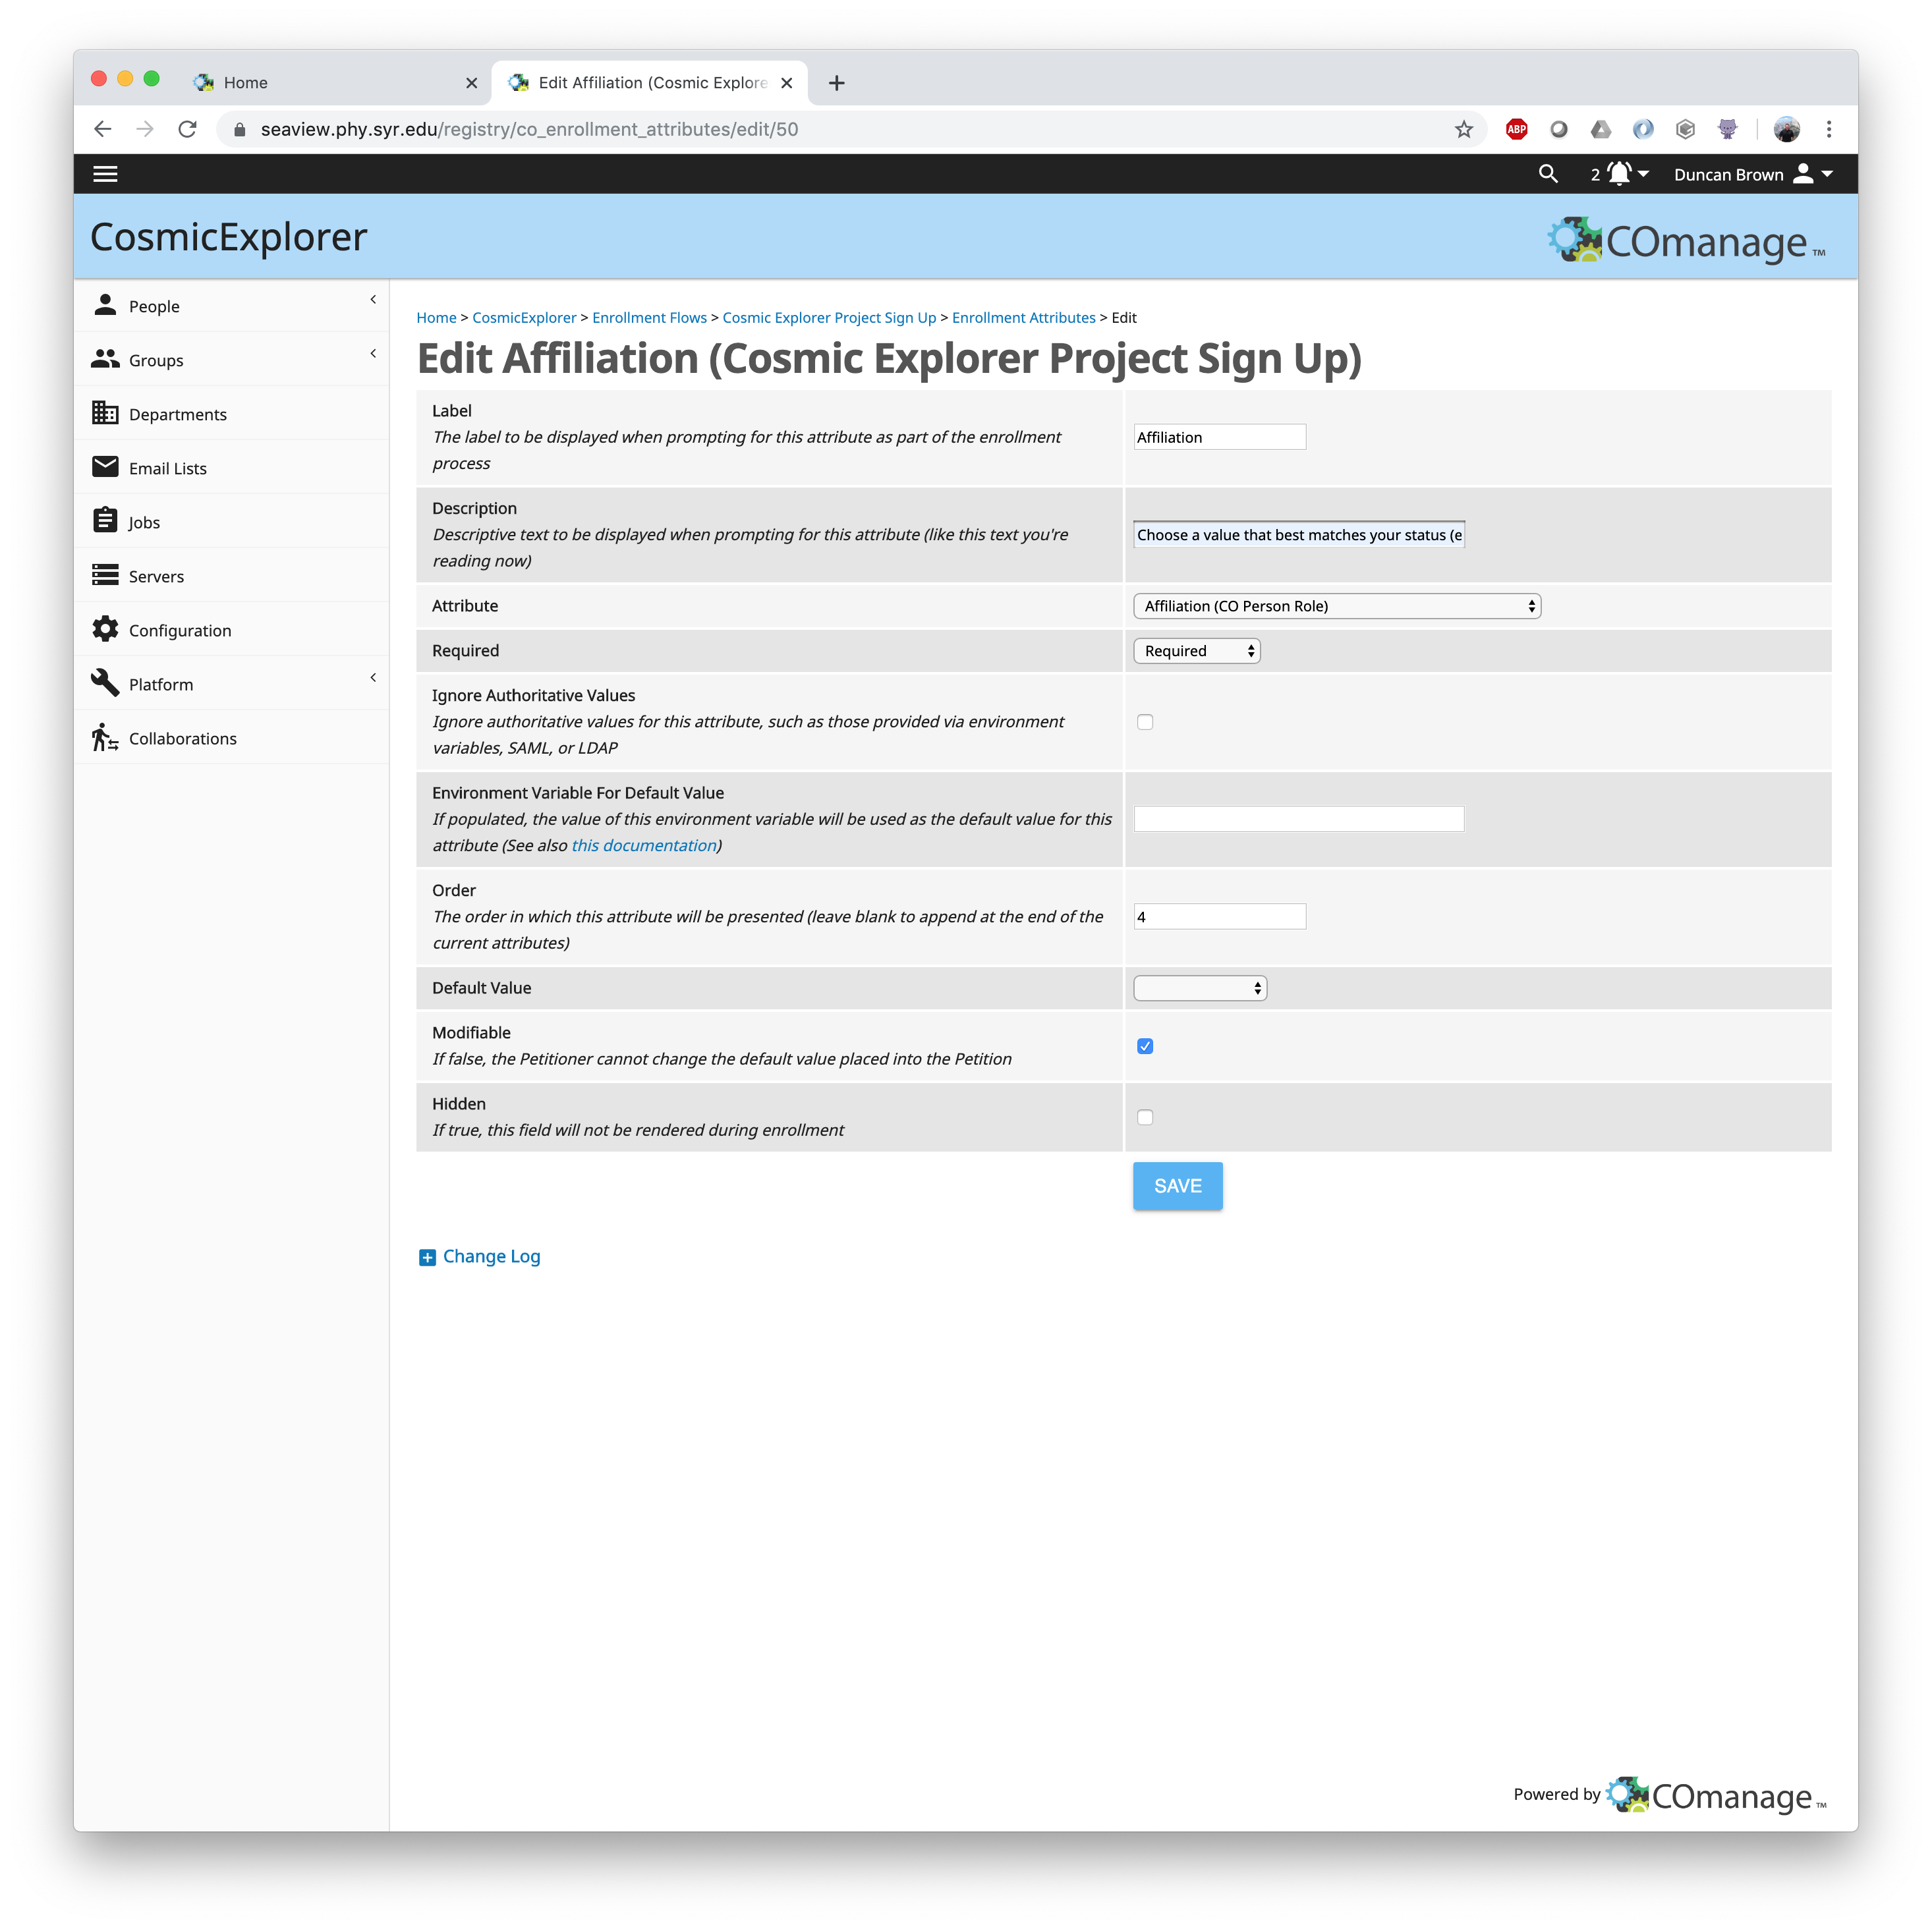 Home
Edit Affiliation (Cosmic Explore
seaview.phy.syr.edu/registry/co_enrollment_attributes/edit/50
ABP
2
Duncan Brown
CosmicExplorer
COmanage TM
People
Groups
Departments
Email Lists
Jobs
Servers
Configuration
Platform
Collaborations
Home > CosmicExplorer > Enrollment Flows > Cosmic Explorer Project Sign Up > Enrollment Attributes > Edit
Edit Affiliation (Cosmic Explorer Project Sign Up)
Label
The label to be displayed when prompting for this attribute as part of the enrollment
process
Affiliation
Description
Descriptive text to be displayed when prompting for this attribute (like this text you're
reading now)
Choose a value that best matches your status (e
Attribute
Affiliation (CO Person Role)
Required
Required
Ignore Authoritative Values
Ignore authoritative values for this attribute, such as those provided via environment
variables, SAML, or LDAP
Environment Variable For Default Value
If populated, the value of this environment variable will be used as the default value for this
attribute (See also this documentation)
Order
The order in which this attribute will be presented (leave blank to append at the end of the
current attributes)
4
Default Value
Modifiable
If false, the Petitioner cannot change the default value placed into the Petition
Hidden
If true, this field will not be rendered during enrollment
SAVE
Change Log
Powered by COmanage TM